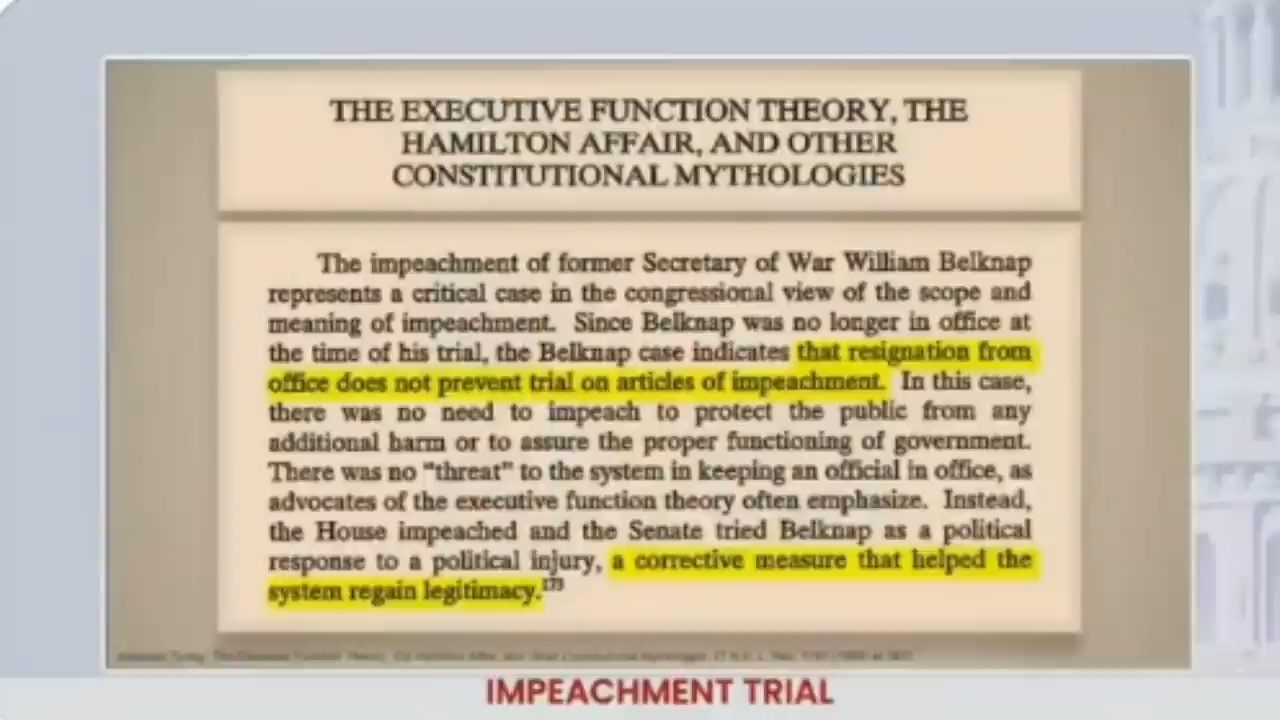 THE EXECUTIVE FUNCTION THEORY, THE
HAMILTON AFFAIR, AND OTHER
CONSTITUTIONAL MYTHOLOGIES
The impeachment of former Secretary of War William Belknap
represents a critical case in the congressional view of the scope and
meaning of impeachment. Since Belknap was no longer in office at
the time of his trial, the Belknap case indicates that resignation from
office does not prevent trial on articles of impeachment. In this case,
there was no need to impeach to protect the public from any
additional harm or to assure the proper functioning of government.
There was no “threat” to the system in keeping an official in office, as
advocates of the executive function theory often emphasize. Instead,
the House impeached and the Senate tried Belknap as a political
response to a political injury, a corrective measure that helped the
system regain legitimacy.173
IMPEACHMENT TRIAL